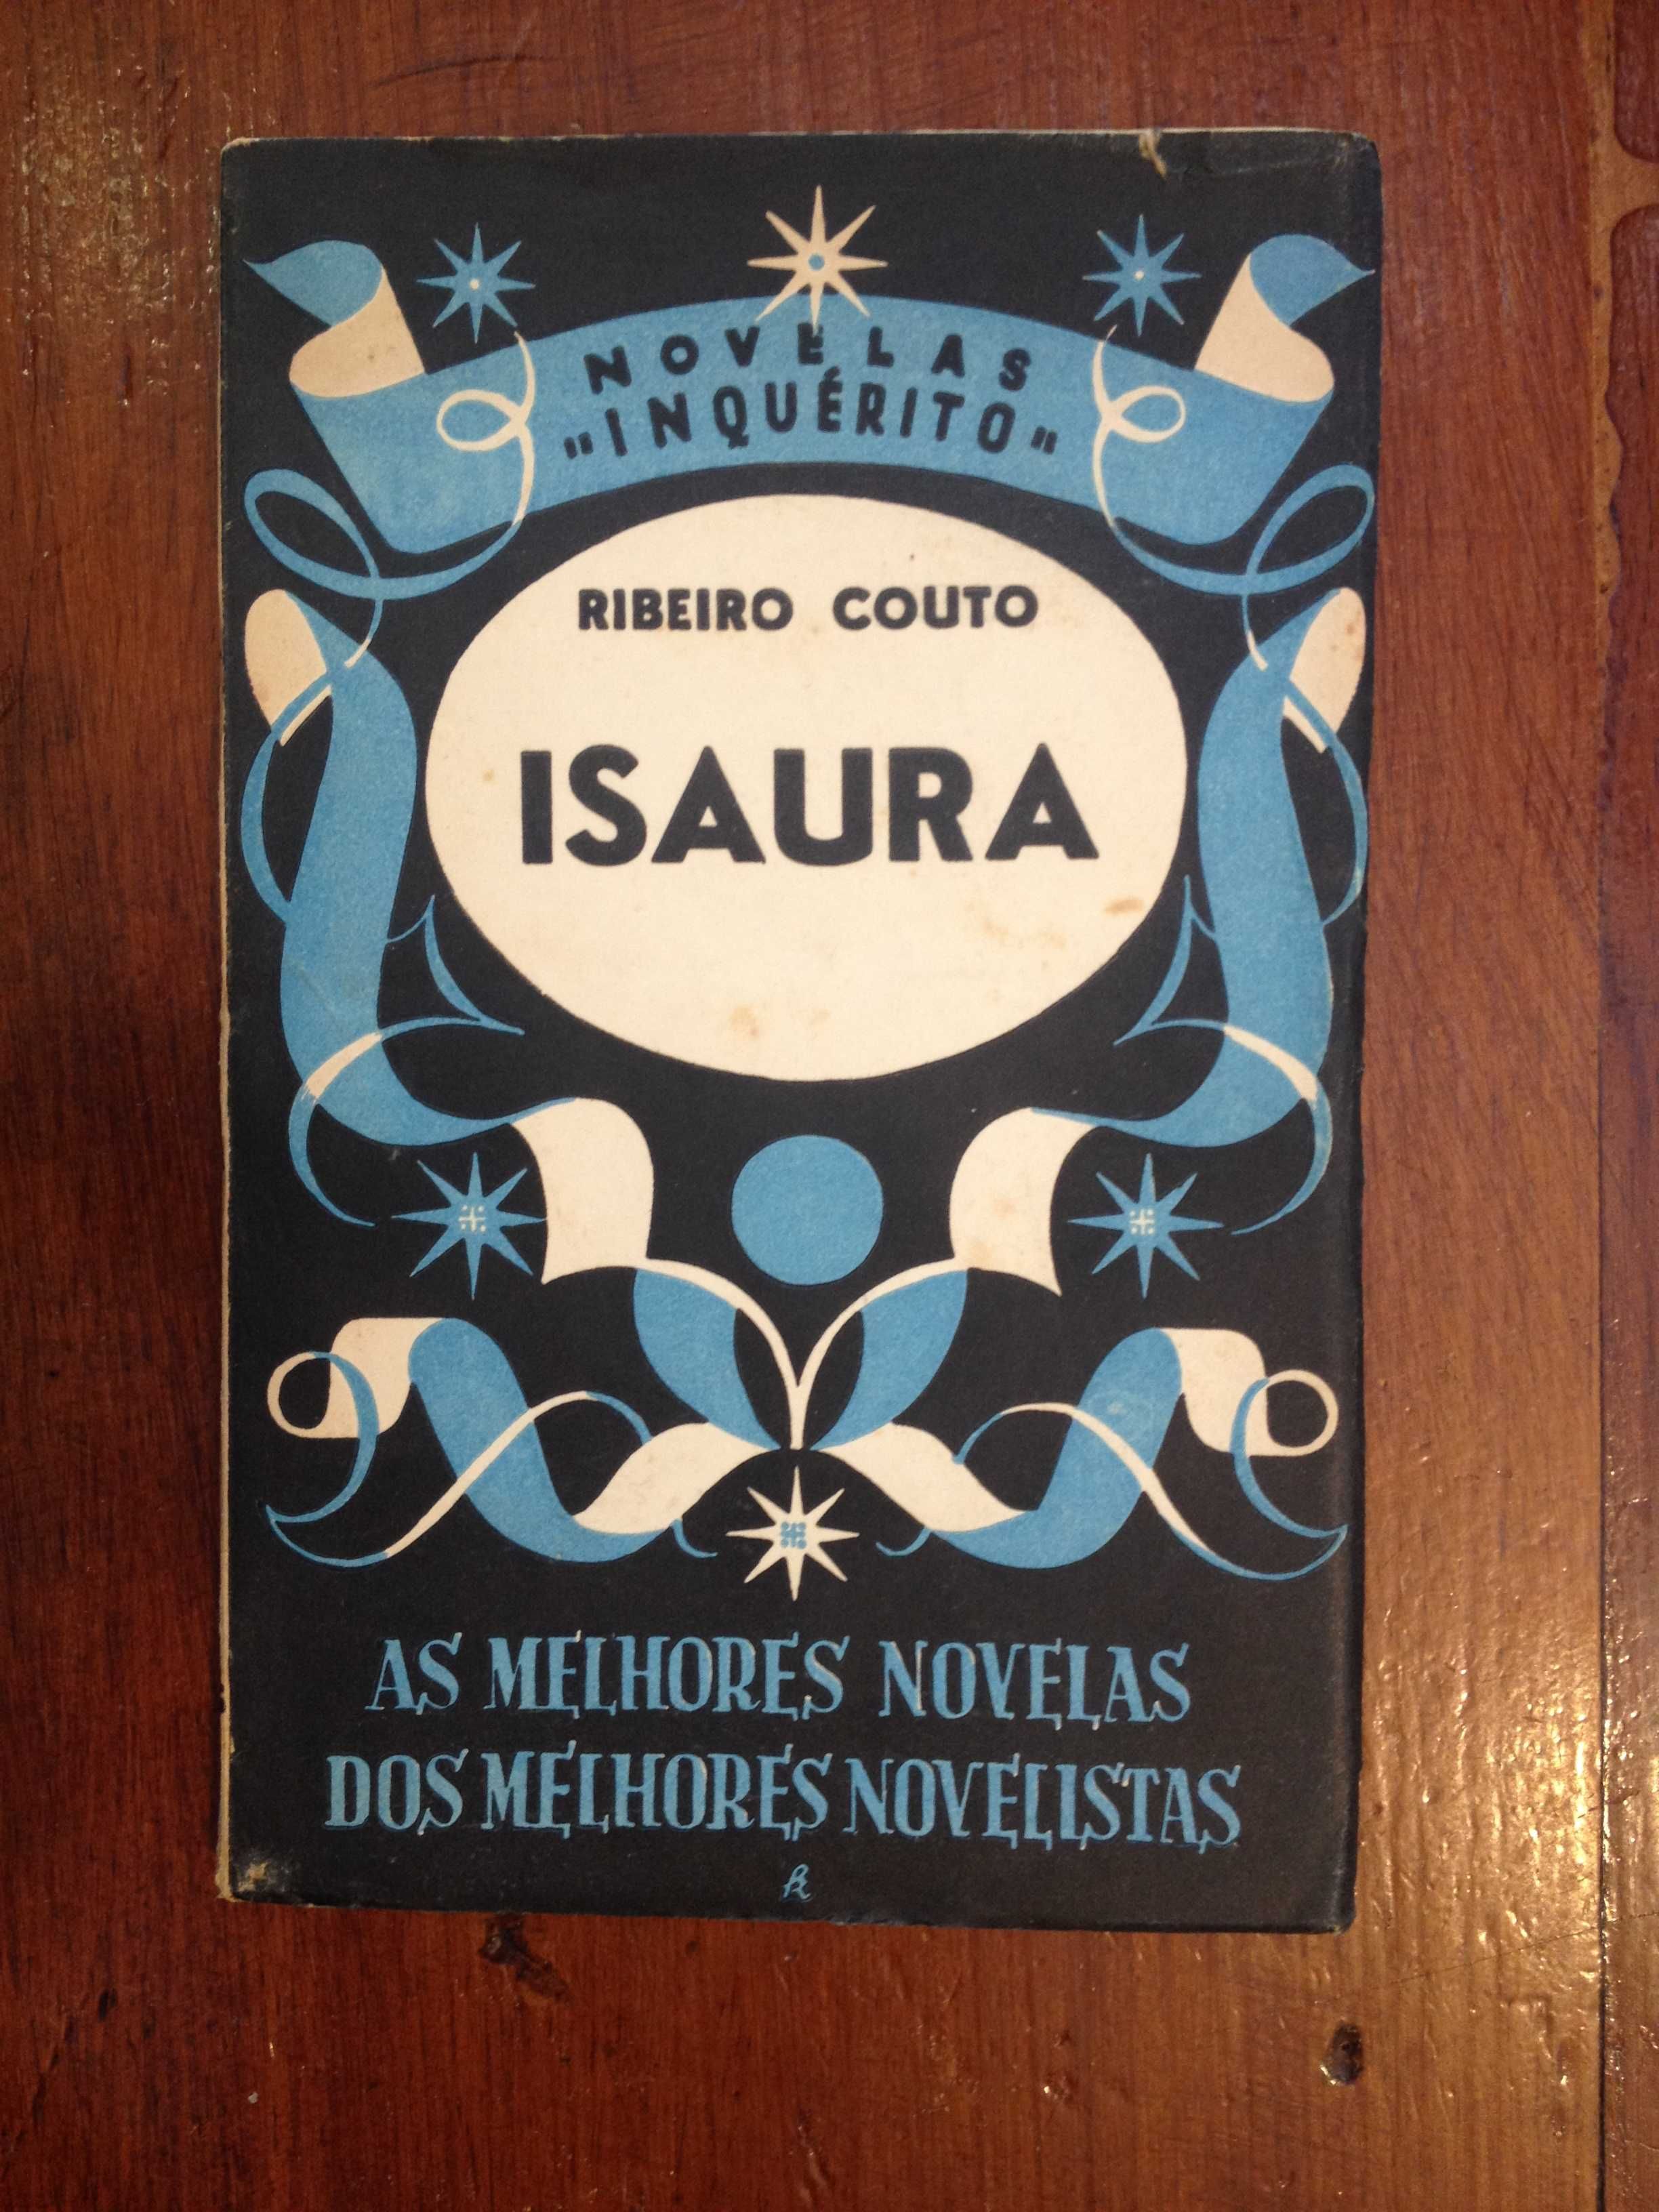 NOVELAS
"INQUÉRITO"
RIBEIRO COUTO
ISAURA
AS MELHORES NOVELAS
DOS MELHORES NOVELISTAS